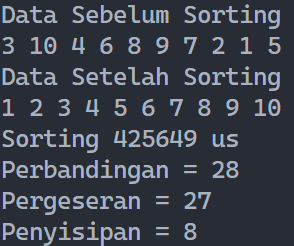 Data Sebelum Sorting
3 10 4 6 8 9 7 2 1 5
Data Setelah Sorting
1 2 3 4 5 6 7 8 9 10
Sorting 425649 us
Perbandingan = 28
Pergeseran = 27
Penyisipan = 8